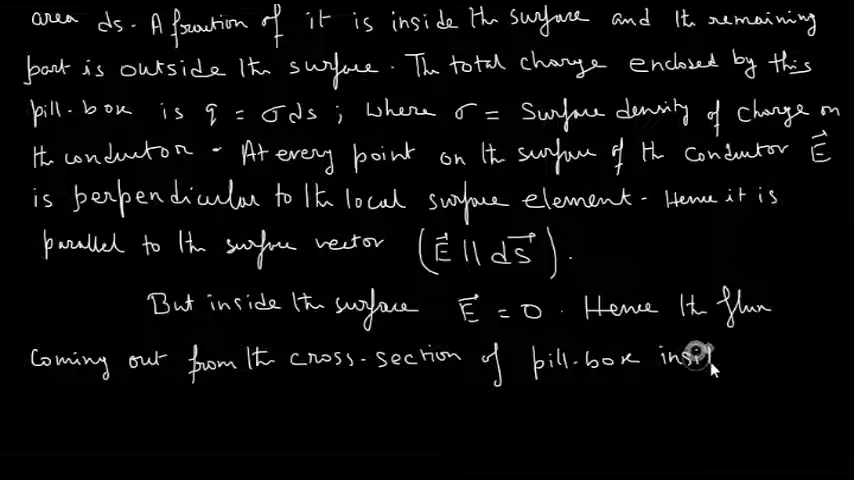 area ds. A fraction of it is inside the surface and the remaining
part is outside the surface. The total charge enclosed by this
pill-box is q = σds ; where σ = Surface density of charge on
the conductor. At every point on the surface of the conductor E⃗
is perpendicular to the local surface element. Hence it is
parallel to the surface vector (E⃗ || dS⃗).
But inside the surface E⃗ = 0. Hence the flux
coming out from the cross-section of pill-box insi